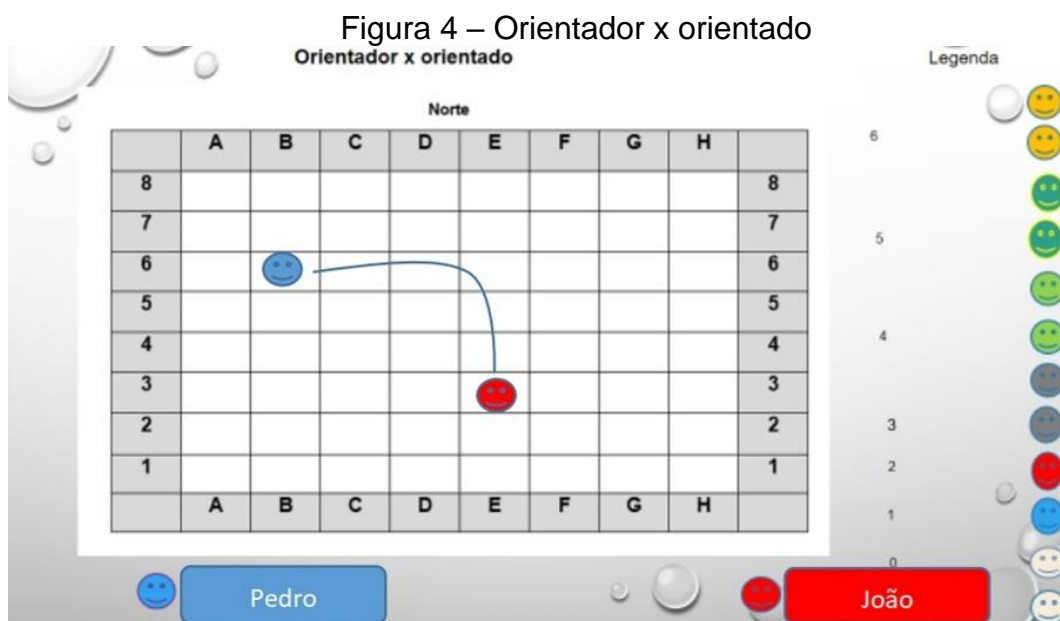 Figura 4 – Orientador x orientado
Orientador x orientado
Legenda
Norte
A B C D E F G H
8 8
7 7
6 6
5 5
4 4
3 3
2 2
1 1
A B C D E F G H
6
5
4
3
2
1
0
Pedro
João